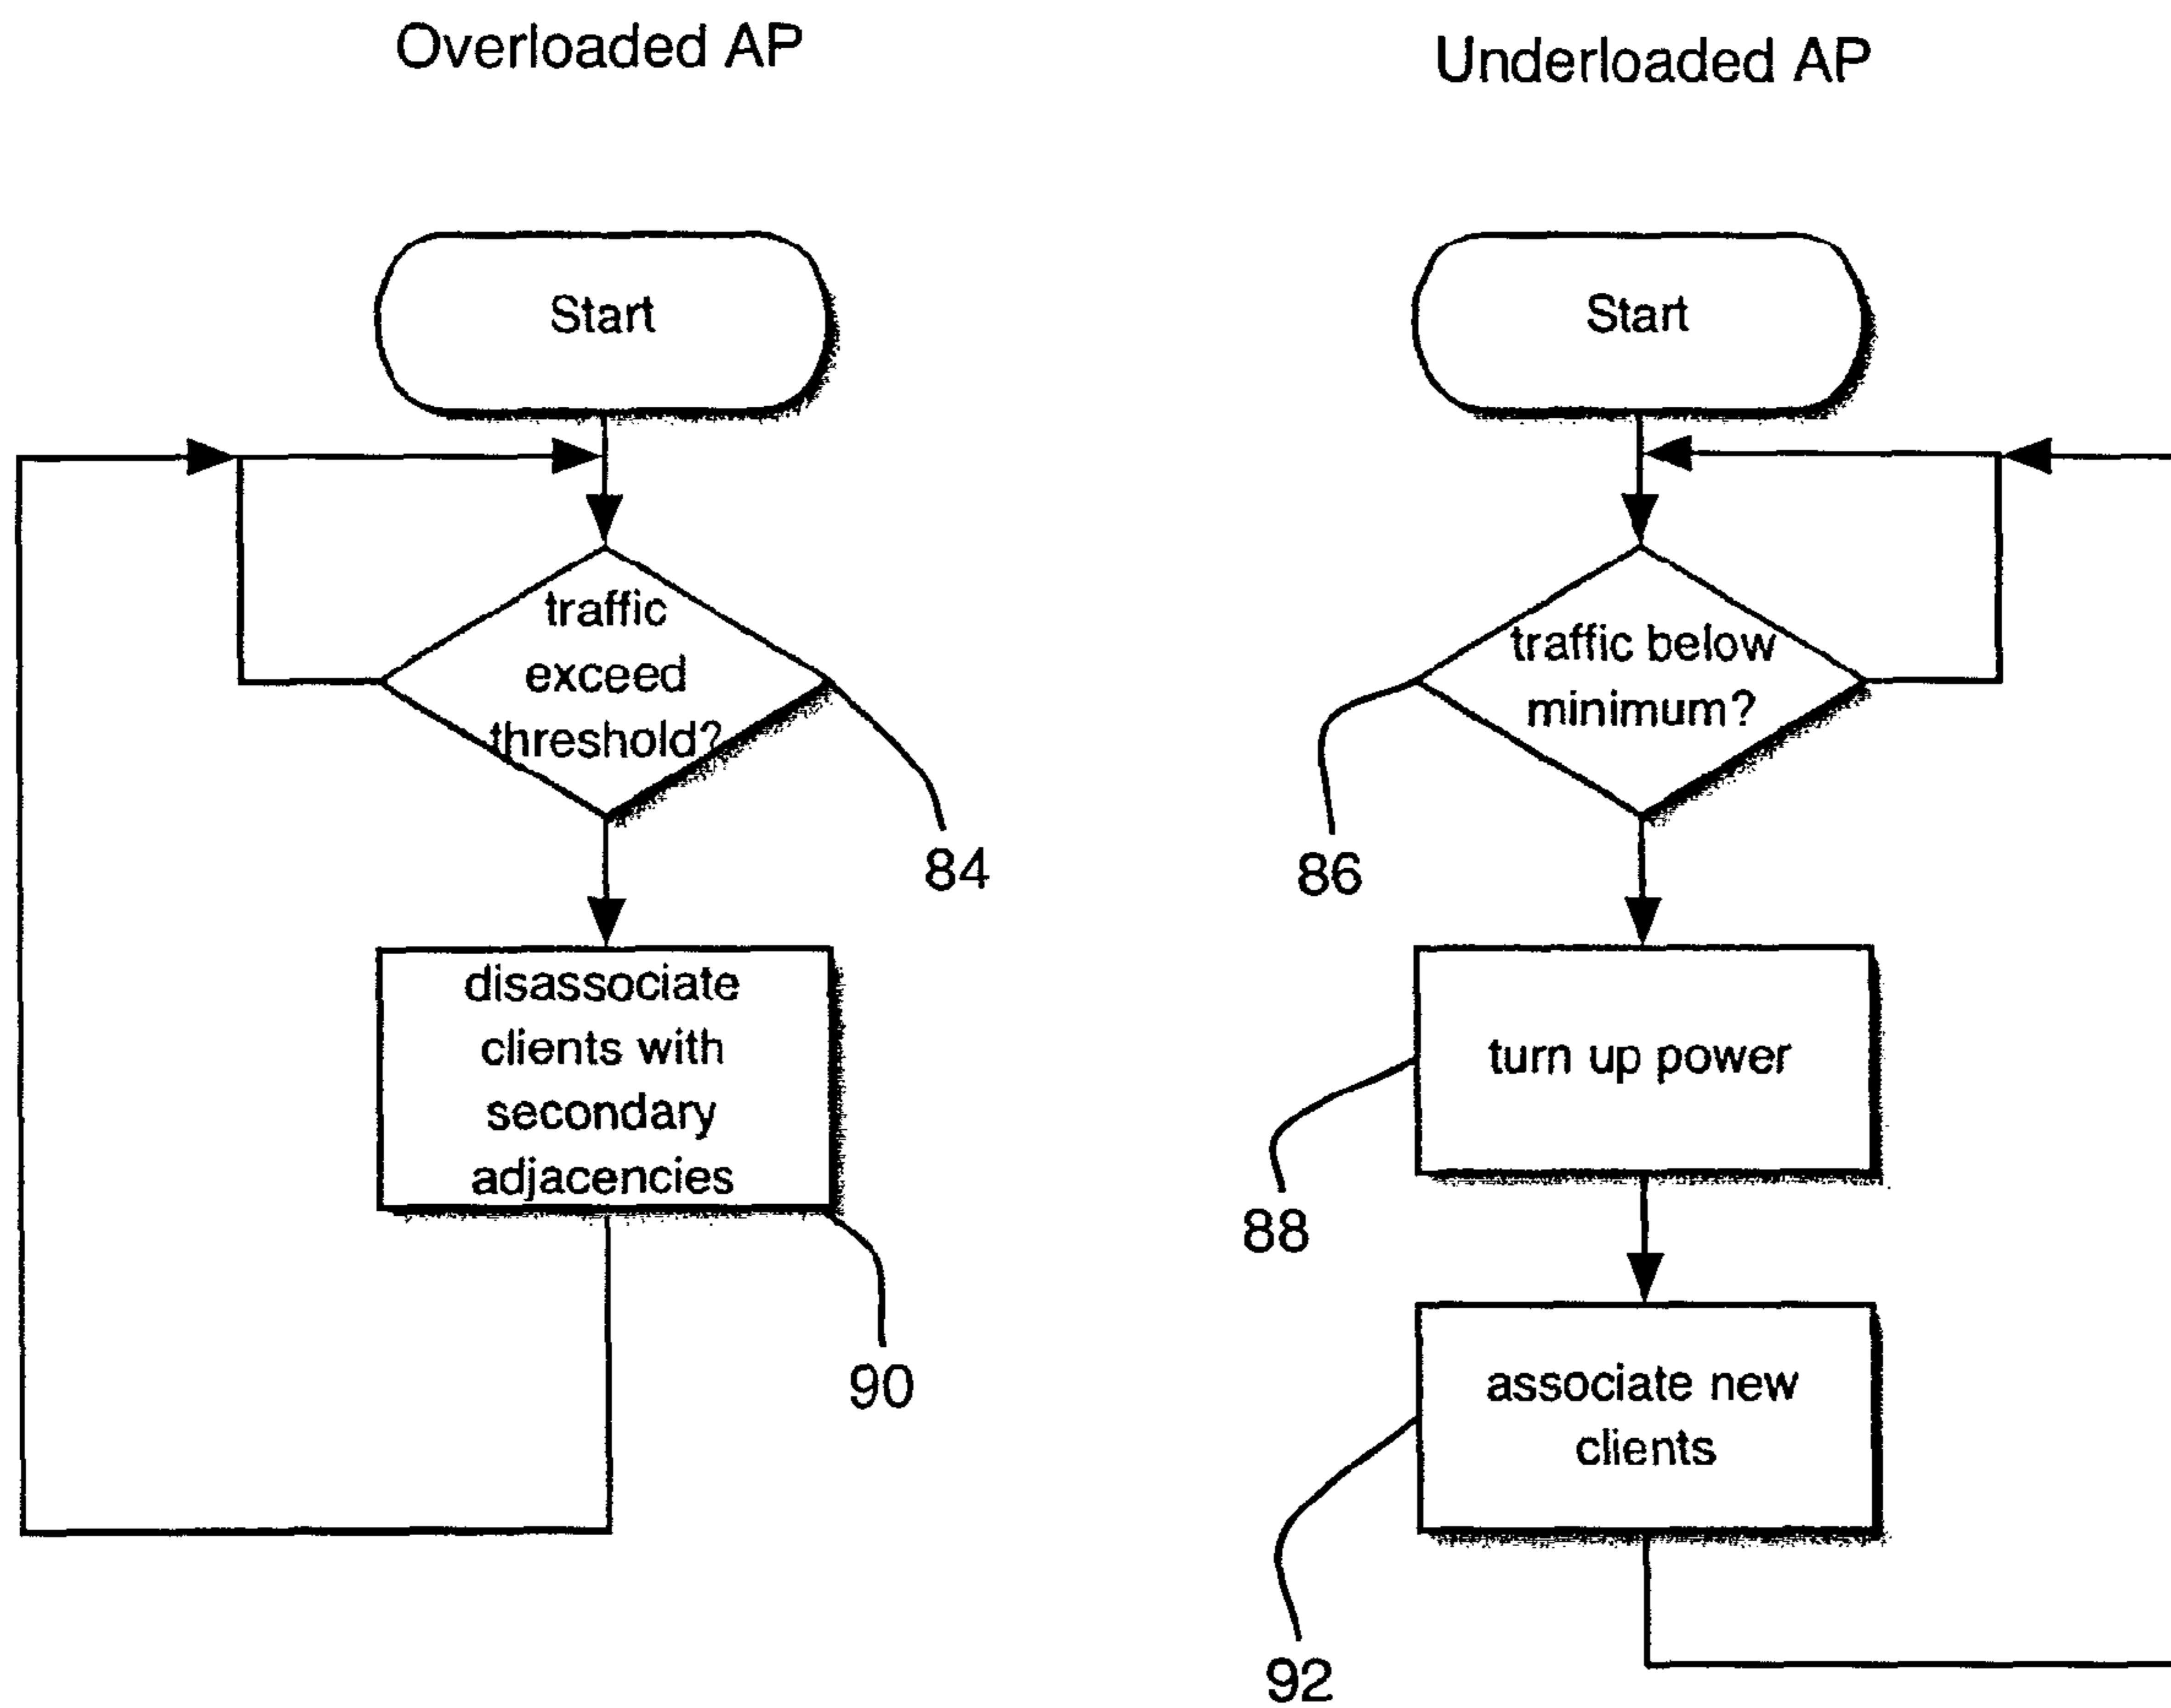 Overloaded AP
Start
traffic
exceed
threshold?
84
disassociate
clients with
secondary
adjacencies
90
Underloaded AP
Start
traffic below
minimum?
86
turn up power
88
associate new
clients
92